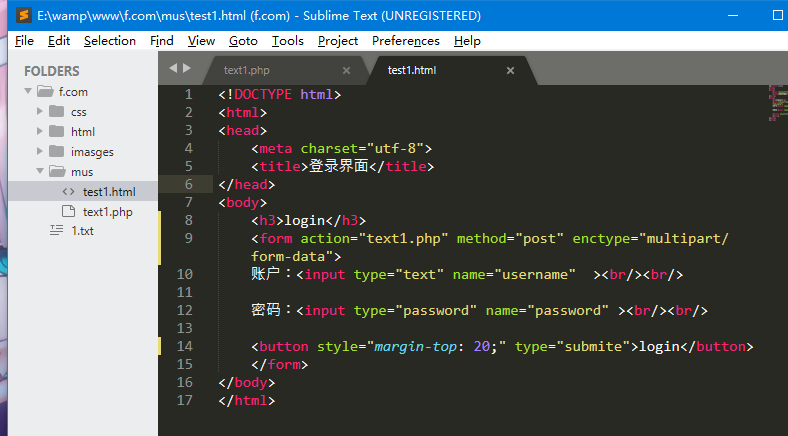 E:\wamp\www\f.com\mus\test1.html (f.com) - Sublime Text (UNREGISTERED)
File Edit Selection Find View Goto Tools Project Preferences Help
FOLDERS
f.com
css
html
imasges
mus
test1.html
text1.php
1.txt
text1.php × test1.html ×
1 <!DOCTYPE html>
2 <html>
3 <head>
4 <meta charset="utf-8">
5 <title>登录界面</title>
6 </head>
7 <body>
8 <h3>login</h3>
9 <form action="text1.php" method="post" enctype="multipart/
form-data">
10 账户：<input type="text" name="username"  ><br/><br/>
11
12 密码：<input type="password" name="password" ><br/><br/>
13
14 <button style="margin-top: 20;" type="submite">login</button>
15 </form>
16 </body>
17 </html>